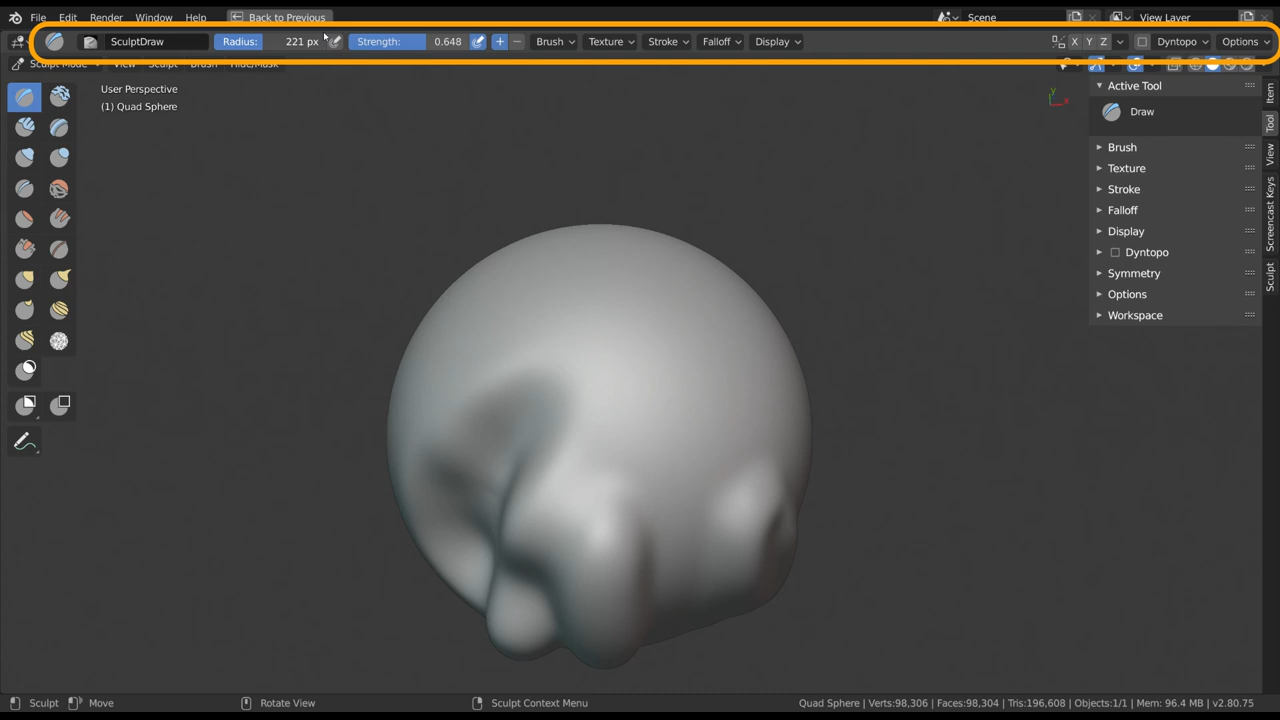 File Edit Render Window Help Back to Previous Scene View Layer
SculptDraw Radius: 221 px Strength: 0.648 Brush Texture Stroke Falloff Display X Y Z Dyntopo Options
Sculpt Mode View Sculpt Brush Hide/Mask
User Perspective
(1) Quad Sphere
y
x
Active Tool
Draw
Brush
Texture
Stroke
Falloff
Display
Dyntopo
Symmetry
Options
Workspace
Item
Tool
View
Screencast Keys
Sculpt
Sculpt Move Rotate View Sculpt Context Menu Quad Sphere | Verts:98,306 | Faces:98,304 | Tris:196,608 | Objects:1/1 | Mem: 96.4 MB | v2.80.75